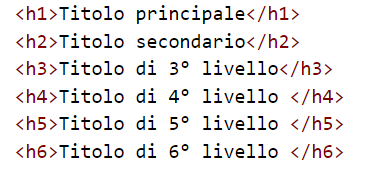 <h1>Titolo principale</h1>
<h2>Titolo secondario</h2>
<h3>Titolo di 3° livello</h3>
<h4>Titolo di 4° livello </h4>
<h5>Titolo di 5° livello </h5>
<h6>Titolo di 6° livello </h6>